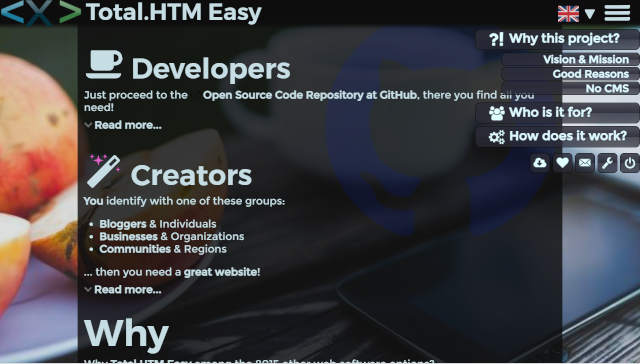 Total.HTM Easy
?! Why this project?
Vision & Mission
Good Reasons
No CMS
Who is it for?
How does it work?
Developers
Just proceed to the Open Source Code Repository at GitHub, there you find all you
need!
Read more...
Creators
You identify with one of these groups:
• Bloggers & Individuals
• Businesses & Organizations
• Communities & Regions
... then you need a great website!
Read more...
Why
Why Total.HTM Easy among the 8015 other web software options?